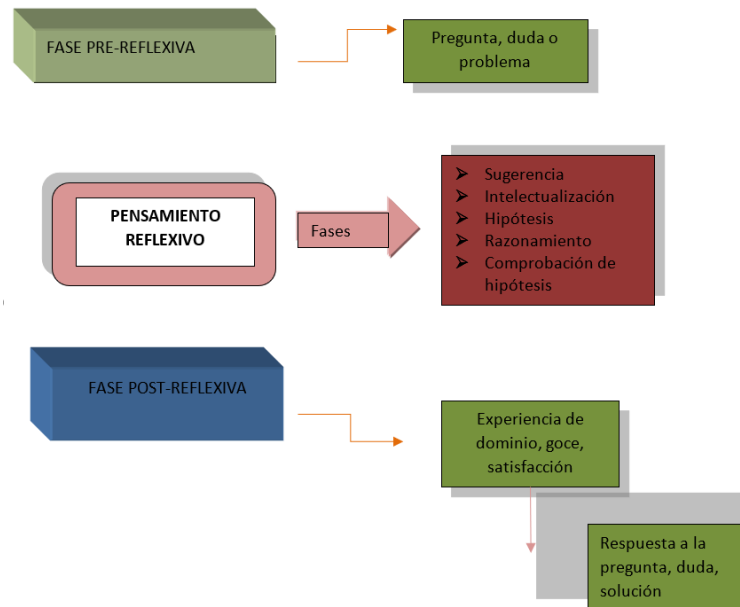 FASE PRE-REFLEXIVA
Pregunta, duda o
problema
PENSAMIENTO
REFLEXIVO
Fases
➤ Sugerencia
➤ Intelectualización
➤ Hipótesis
➤ Razonamiento
➤ Comprobación de
hipótesis
FASE POST-REFLEXIVA
Experiencia de
dominio, goce,
satisfacción
Respuesta a la
pregunta, duda,
solución